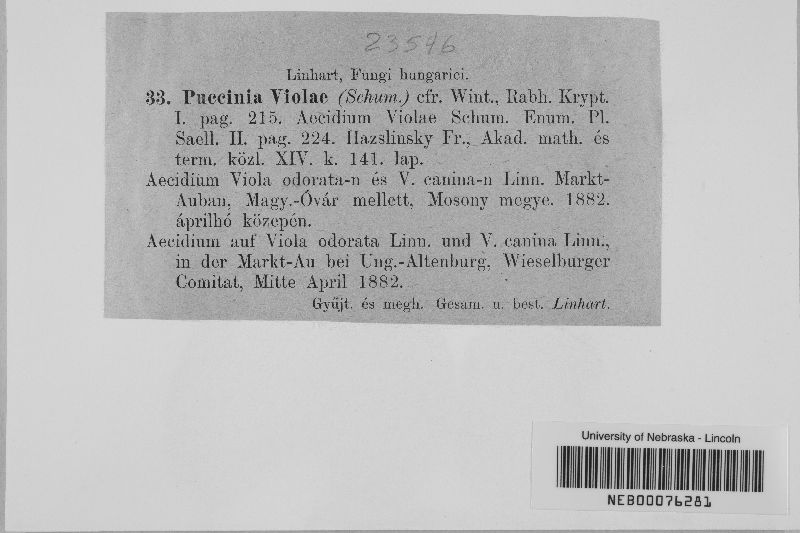 23546
Linhart, Fungi hungarici.
33. Puccinia Violae (Schum.) cfr. Wint., Rabh. Krypt.
I. pag. 215. Aecidium Violae Schum. Enum. Pl.
Saell. II. pag. 224. Hazslinsky Fr., Akad. math. és
term. közl. XIV. k. 141. lap.
Aecidium Viola odorata-n és V. canina-n Linn. Markt-
Auban, Magy.-Óvár mellett, Mosony megye. 1882.
áprilhó közepén.
Aecidium auf Viola odorata Linn. und V. canina Linn.,
in der Markt-Au bei Ung.-Altenburg, Wieselburger
Comitat, Mitte April 1882.
Gyűjt. és megh. Gesam. u. best. Linhart.
University of Nebraska - Lincoln
NEB00076281